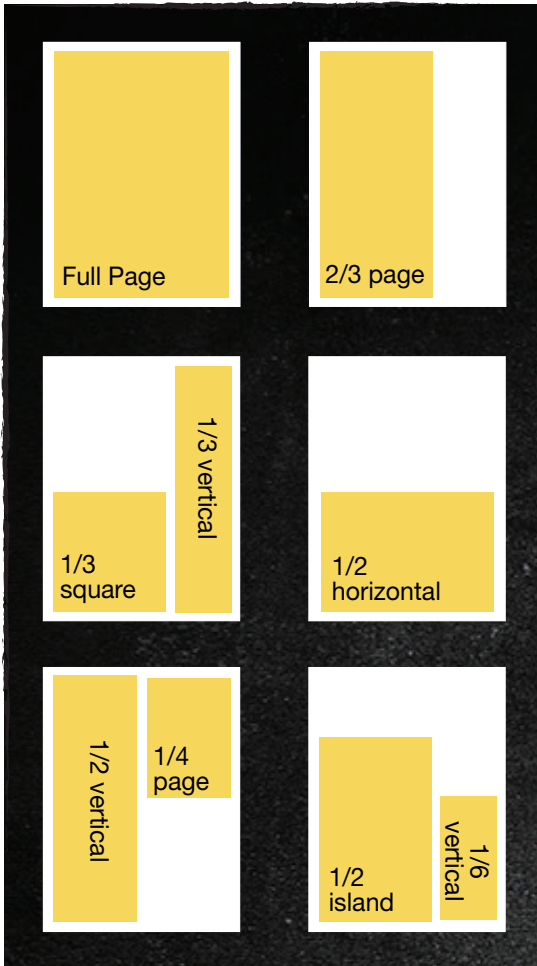 Full Page
2/3 page
1/3
square
1/3 vertical
1/2
horizontal
1/2 vertical
1/4
page
1/2
island
1/6
vertical